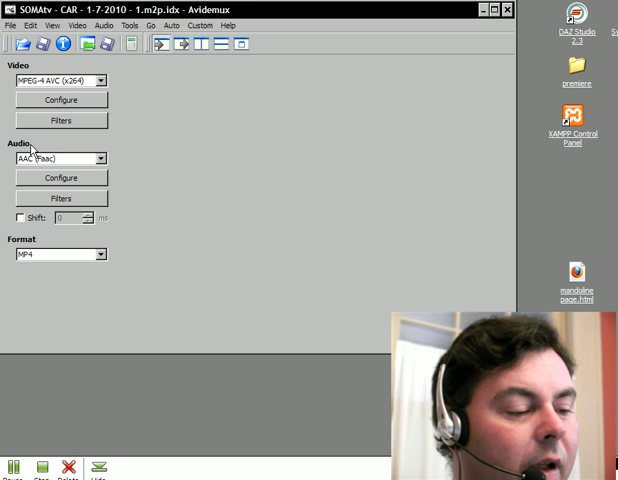 SOMAtv - CAR - 1-7-2010 - 1.m2p.idx - Avidemux
File Edit View Video Audio Tools Go Auto Custom Help
Video
MPEG-4 AVC (x264)
Configure
Filters
Audio
AAC (Faac)
Configure
Filters
Shift: 0 ms
Format
MP4
DAZ Studio
2.3
premiere
XAMPP Control
Panel
mandoline
page.html
Pause Stop Delete Hide